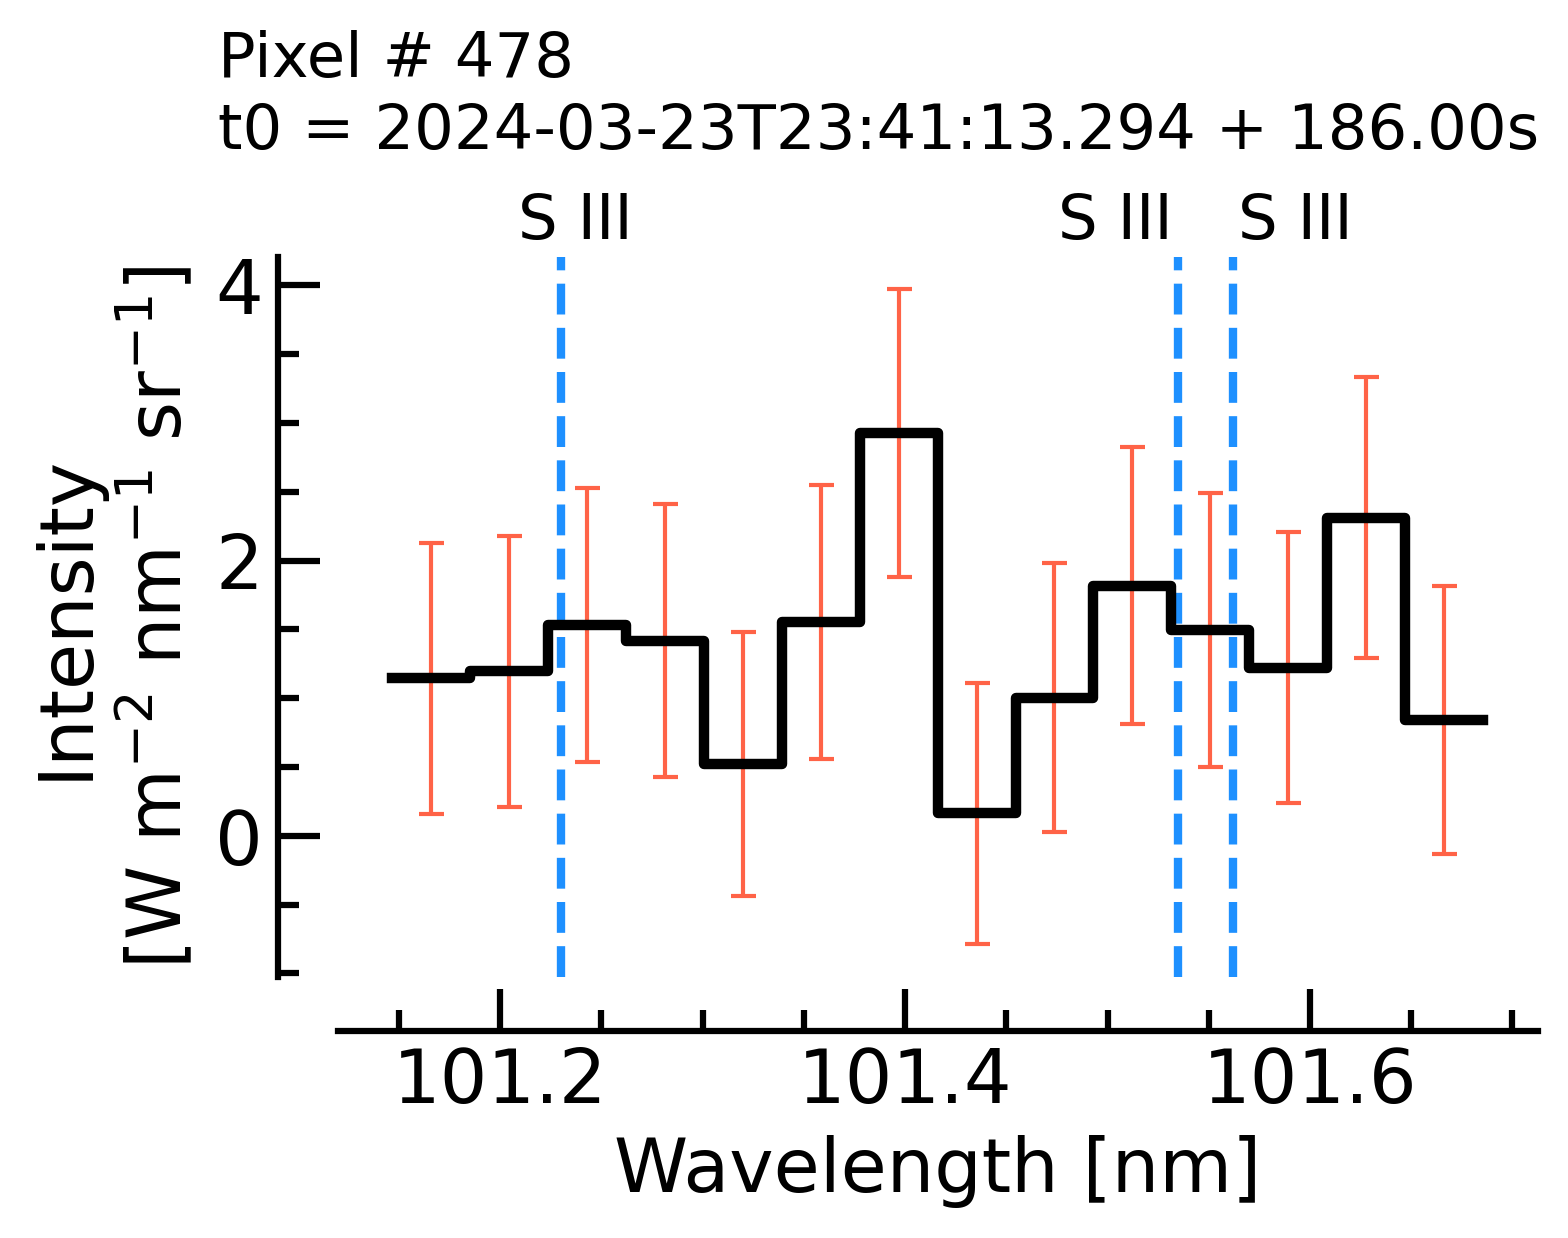 Pixel # 478
t0 = 2024-03-23T23:41:13.294 + 186.00s
S III S III S III
Intensity
[W m⁻² nm⁻¹ sr⁻¹]
4
2
0
101.2 101.4 101.6
Wavelength [nm]